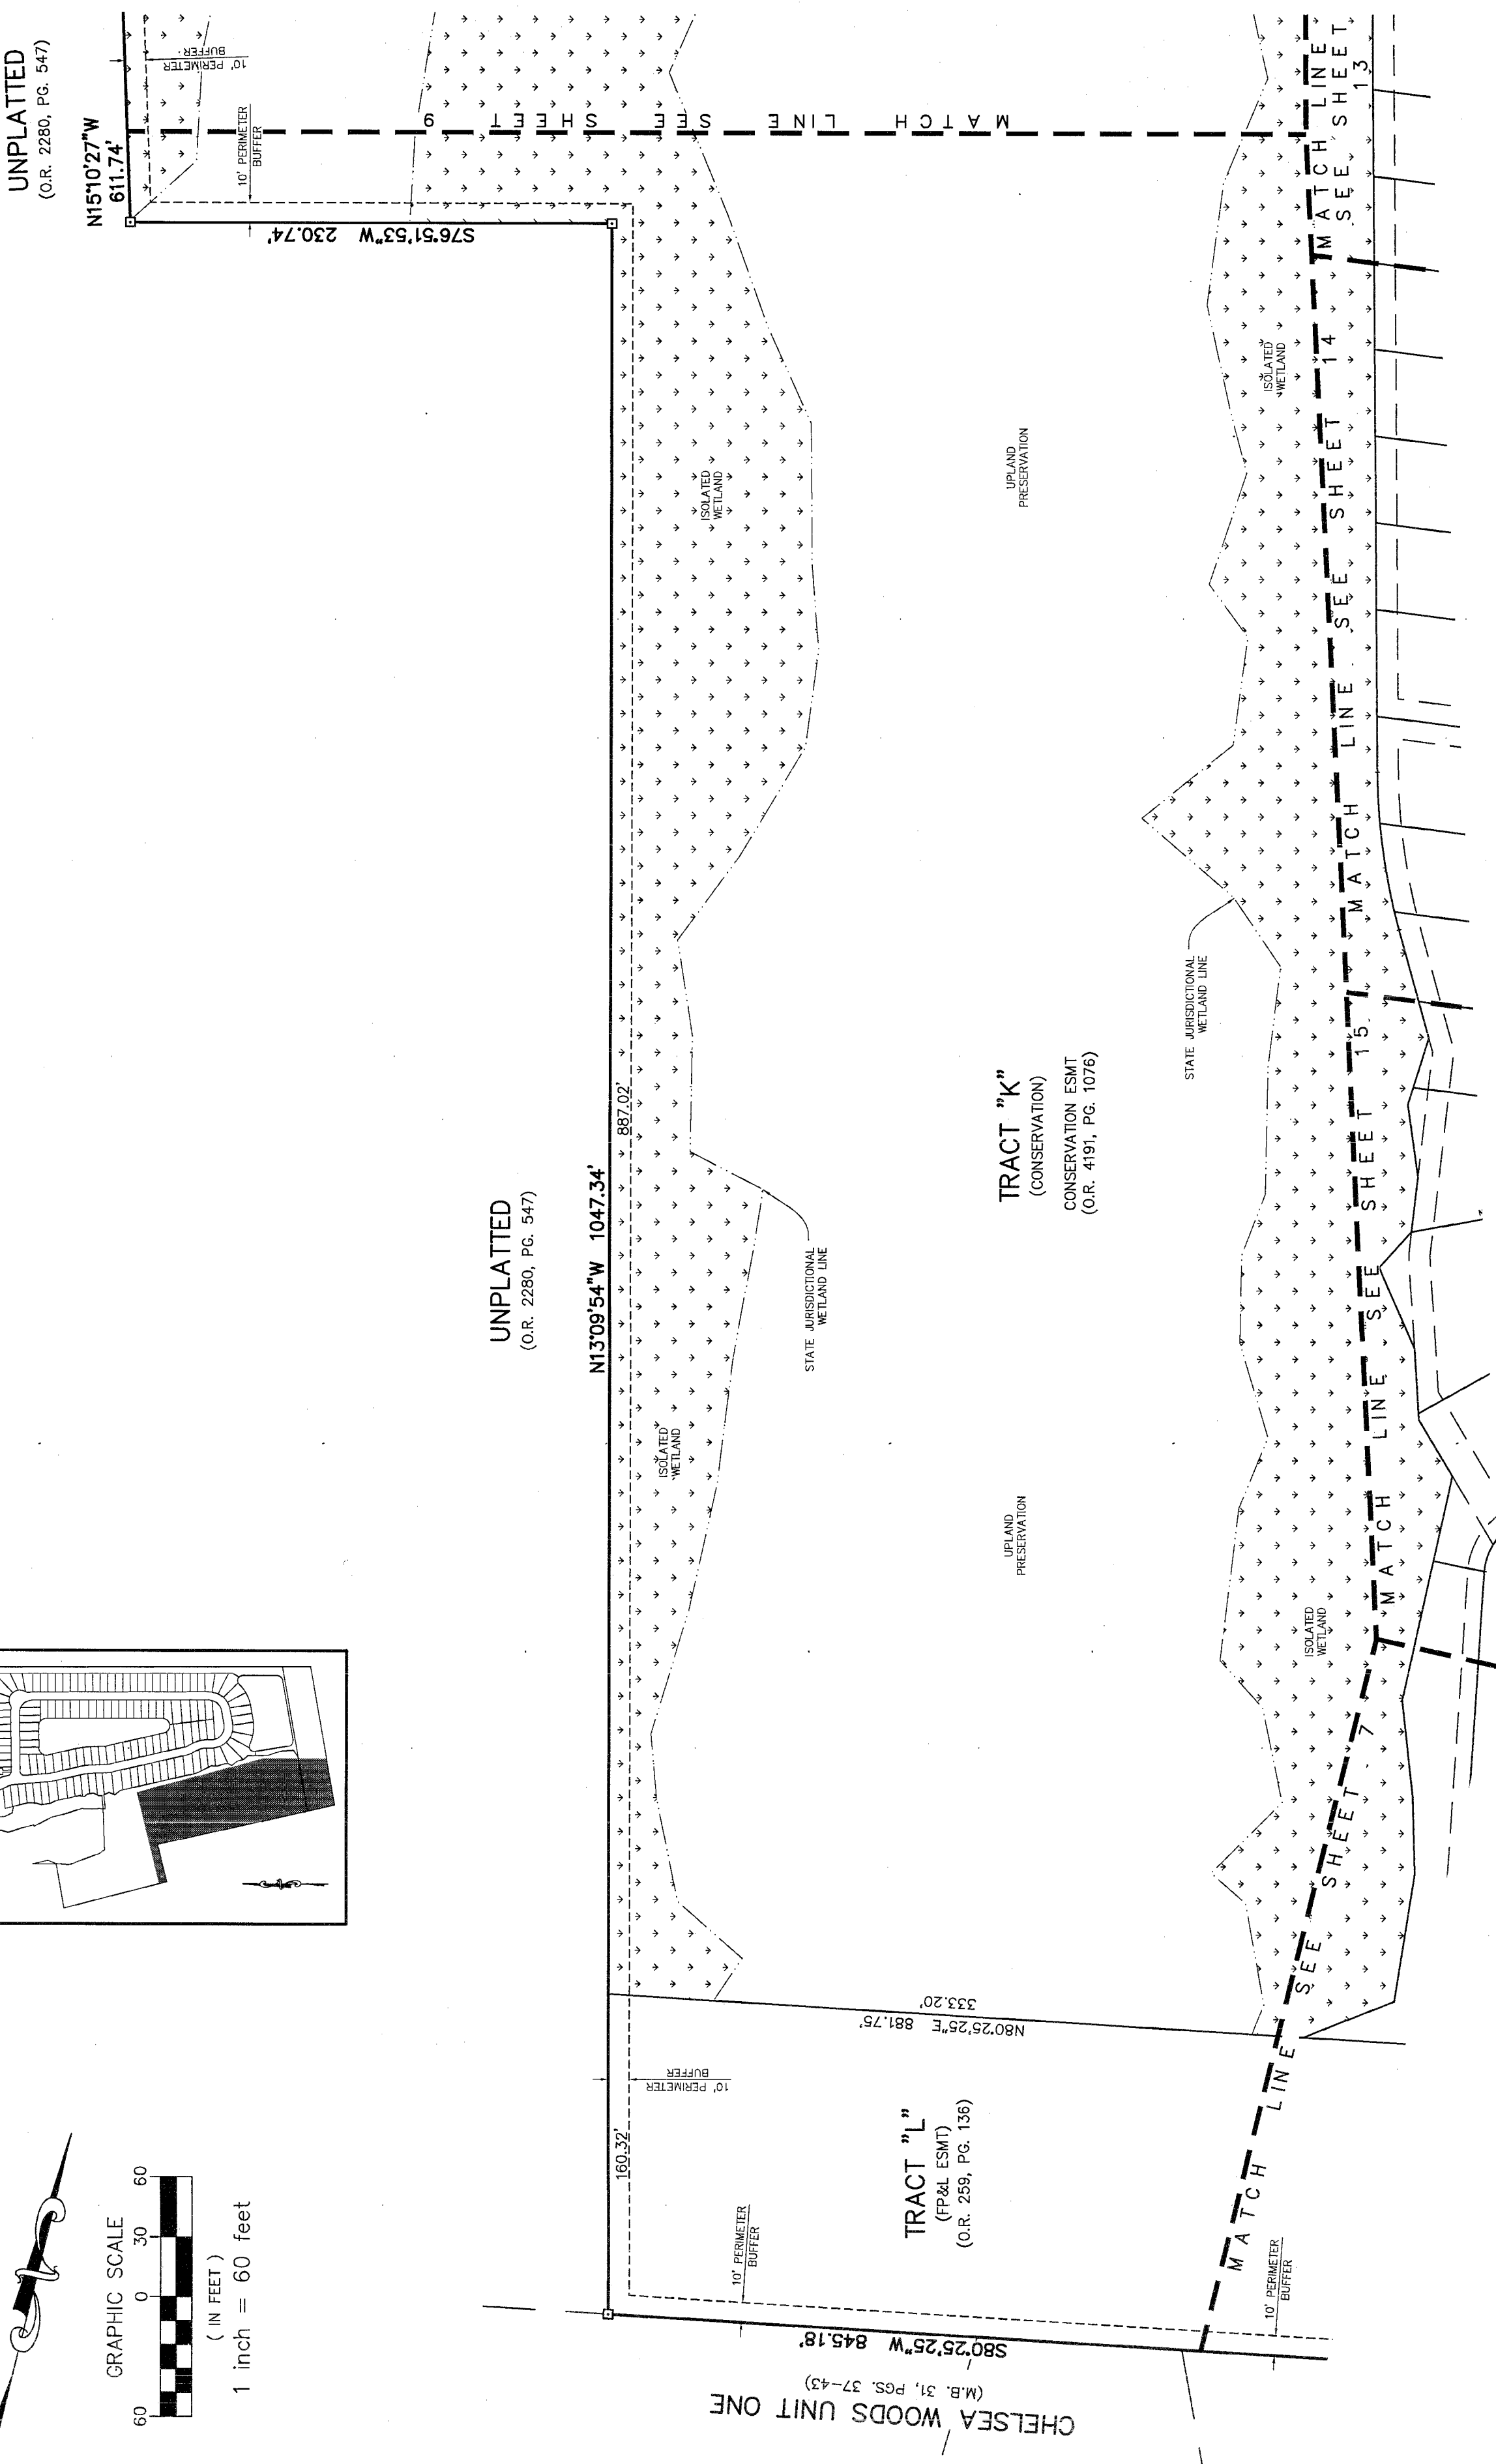 UNPLATTED
(O.R. 2280, PG. 547)
N15°10'27"W
611.74'
10' PERIMETER
BUFFER
10' PERIMETER
BUFFER
MATCH LINE SEE SHEET 9
S76°51'53"W 230.74'
MATCH LINE
SEE SHEET 13
ISOLATED
WETLAND
MATCH LINE SEE SHEET 14
ISOLATED
WETLAND
UPLAND
PRESERVATION
STATE JURISDICTIONAL
WETLAND LINE
UNPLATTED
(O.R. 2280, PG. 547)
N13°09'54"W 1047.34'
887.02'
TRACT "K"
(CONSERVATION)
CONSERVATION ESMT
(O.R. 4191, PG. 1076)
STATE JURISDICTIONAL
WETLAND LINE
MATCH LINE SEE SHEET 15
ISOLATED
WETLAND
UPLAND
PRESERVATION
ISOLATED
WETLAND
MATCH LINE SEE SHEET 7
333.20'
N80°25'25"E 881.75'
10' PERIMETER
BUFFER
160.32'
TRACT "L"
(FP&L ESMT)
(O.R. 259, PG. 136)
10' PERIMETER
BUFFER
10' PERIMETER
BUFFER
S80°25'25"W 845.18'
CHELSEA WOODS UNIT ONE
(M.B. 31, PGS. 37-43)
GRAPHIC SCALE
60 0 30 60
( IN FEET )
1 inch = 60 feet